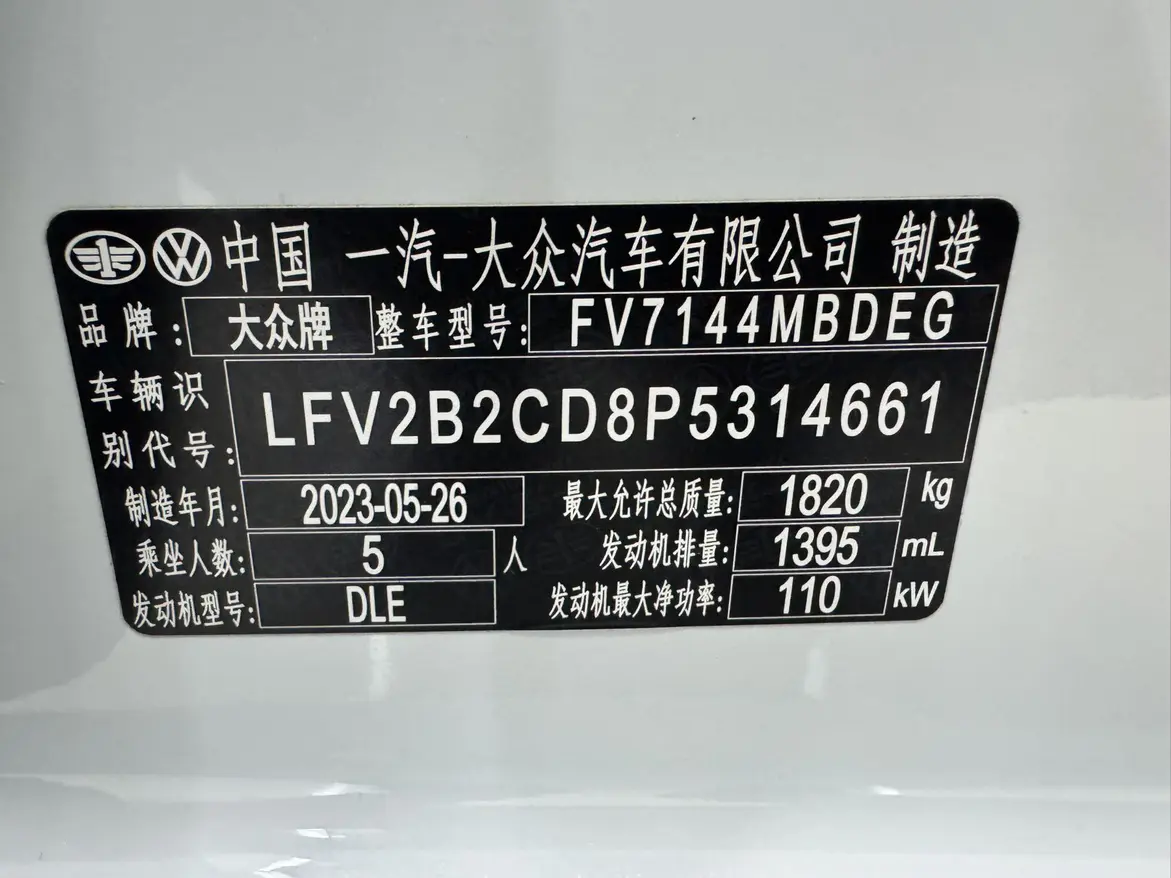 中国 一汽-大众汽车有限公司 制造
品牌: 大众牌 整车型号: FV7144MBDEG
车辆识别代号: LFV2B2CD8P5314661
制造年月: 2023-05-26 最大允许总质量: 1820 kg
乘坐人数: 5 人 发动机排量: 1395 mL
发动机型号: DLE 发动机最大净功率: 110 kW